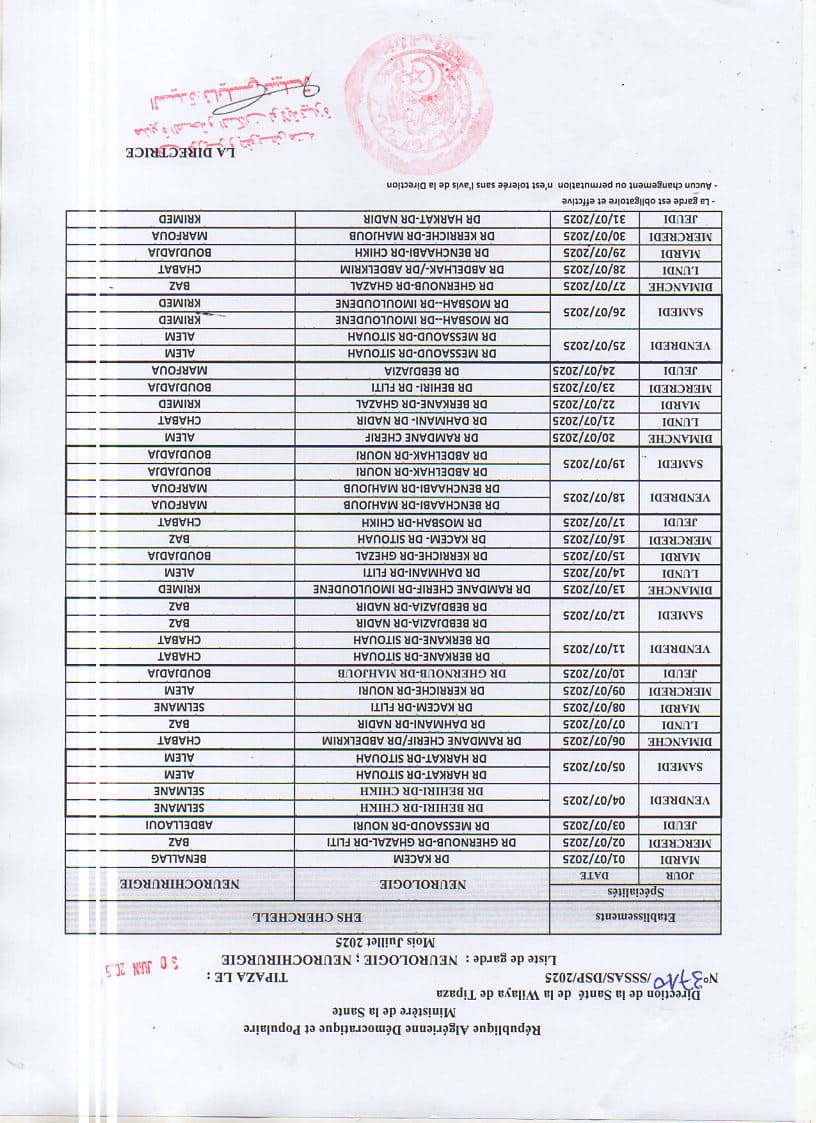 République Algérienne Démocratique et Populaire
Ministère de la Sante
Direction de la Santé de la Wilaya de Tipaza
N°3710/SSSAS/DSP/2025 TIPAZA LE : 30 JUIN
Liste de garde : NEUROLOGIE ; NEUROCHIRURGIE
Mois Juillet 2025
Etablissements EHS CHERCHELL
Spécialités NEUROLOGIE NEUROCHIRURGIE
JOUR DATE
MARDI 01/07/2025 DR KACEM BENALLAG
MERCREDI 02/07/2025 DR GHERNOUB-DR GHAZAL-DR FLITI BAZ
JEUDI 03/07/2025 DR MESSAOUD-DR NOURI ABDELLAOUI
VENDREDI 04/07/2025 DR BEHIRI-DR CHIKH SELMANE
DR BEHIRI-DR CHIKH SELMANE
SAMEDI 05/07/2025 DR HARKAT-DR SITOUAH ALEM
DR HARKAT-DR SITOUAH ALEM
DIMANCHE 06/07/2025 DR RAMDANE CHERIF/DR ABDELKRIM CHABAT
LUNDI 07/07/2025 DR DAHMANI-DR NADIR BAZ
MARDI 08/07/2025 DR KACEM-DR FLITI SELMANE
MERCREDI 09/07/2025 DR KERRICHE-DR NOURI ALEM
JEUDI 10/07/2025 DR GHERNOUB-DR MAHJOUB BOUDJADJA
VENDREDI 11/07/2025 DR BERKANE-DR SITOUAH CHABAT
DR BERKANE-DR SITOUAH CHABAT
SAMEDI 12/07/2025 DR BEBDJAZIA-DR NADIR BAZ
DR BEBDJAZIA-DR NADIR BAZ
DIMANCHE 13/07/2025 DR RAMDANE CHERIF-DR IMOULOUDENE KRIMED
LUNDI 14/07/2025 DR DAHMANI-DR FLITI ALEM
MARDI 15/07/2025 DR KERRICHE-DR GHEZAL BOUDJADJA
MERCREDI 16/07/2025 DR KACEM- DR SITOUAH BAZ
JEUDI 17/07/2025 DR MOSBAH-DR CHIKH CHABAT
VENDREDI 18/07/2025 DR BENCHAABI-DR MAHJOUB MARFOUA
DR BENCHAABI-DR MAHJOUB MARFOUA
SAMEDI 19/07/2025 DR ABDELHAK-DR NOURI BOUDJADJA
DR ABDELHAK-DR NOURI BOUDJADJA
DIMANCHE 20/07/2025 DR RAMDANE CHERIF ALEM
LUNDI 21/07/2025 DR DAHMANI- DR NADIR CHABAT
MARDI 22/07/2025 DR BERKANE-DR GHAZAL KRIMED
MERCREDI 23/07/2025 DR BEHIRI- DR FLITI BOUDJADJA
JEUDI 24/07/2025 DR BEBDJAZIA MARFOUA
VENDREDI 25/07/2025 DR MESSAOUD-DR SITOUAH ALEM
DR MESSAOUD-DR SITOUAH ALEM
SAMEDI 26/07/2025 DR MOSBAH--DR IMOULOUDENE KRIMED
DR MOSBAH--DR IMOULOUDENE KRIMED
DIMANCHE 27/07/2025 DR GHERNOUB-DR GHAZAL BAZ
LUNDI 28/07/2025 DR ABDELHAK-/DR ABDELKRIM CHABAT
MARDI 29/07/2025 DR BENCHAABI-DR CHIKH BOUDJADJA
MERCREDI 30/07/2025 DR KERRICHE-DR MAHJOUB MARFOUA
JEUDI 31/07/2025 DR HARKAT-DR NADIR KRIMED
- La garde est obligatoire et effctive
- Aucun changement ou permutation n'est tolerée sans l'avis de la Direction
LA DIRECTRICE
و بتفويض منه
مديرة الصحة و السكان لولاية تيبازة
السيدة: نايلي نبيلة